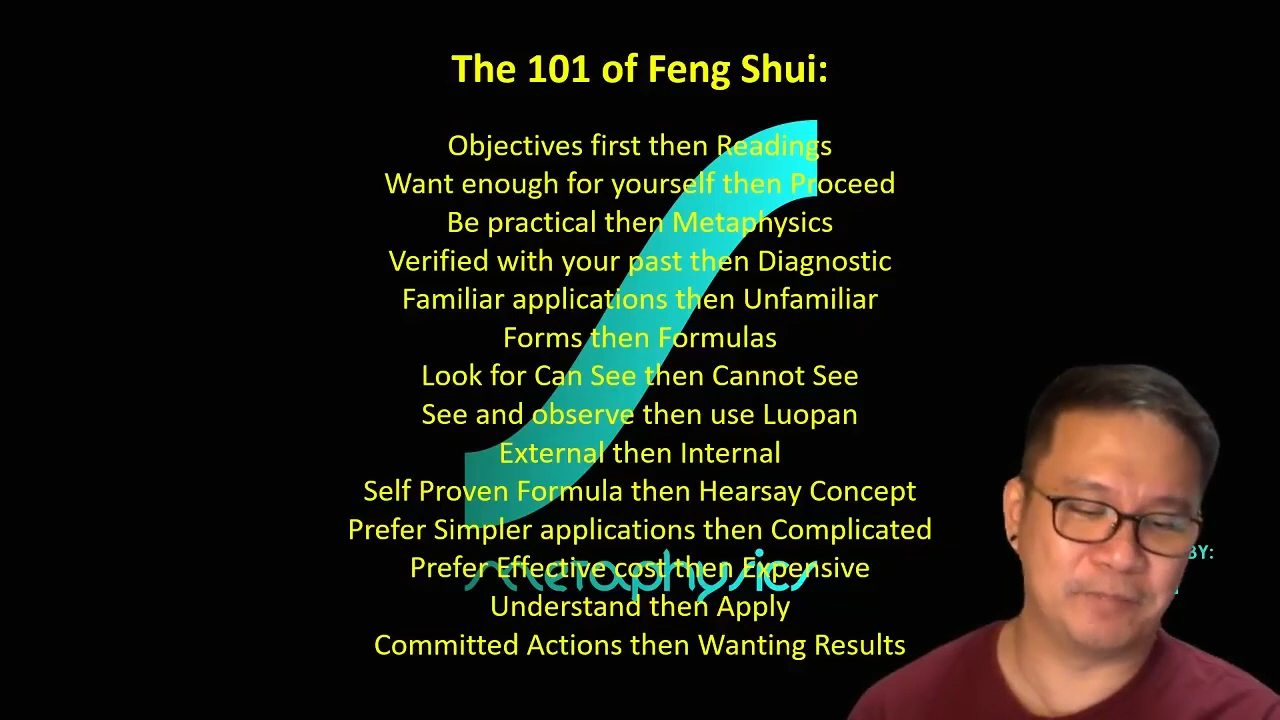 The 101 of Feng Shui:
Objectives first then Readings
Want enough for yourself then Proceed
Be practical then Metaphysics
Verified with your past then Diagnostic
Familiar applications then Unfamiliar
Forms then Formulas
Look for Can See then Cannot See
See and observe then use Luopan
External then Internal
Self Proven Formula then Hearsay Concept
Prefer Simpler applications then Complicated
Prefer Effective cost then Expensive
metaphysics
BY:
Understand then Apply
Committed Actions then Wanting Results